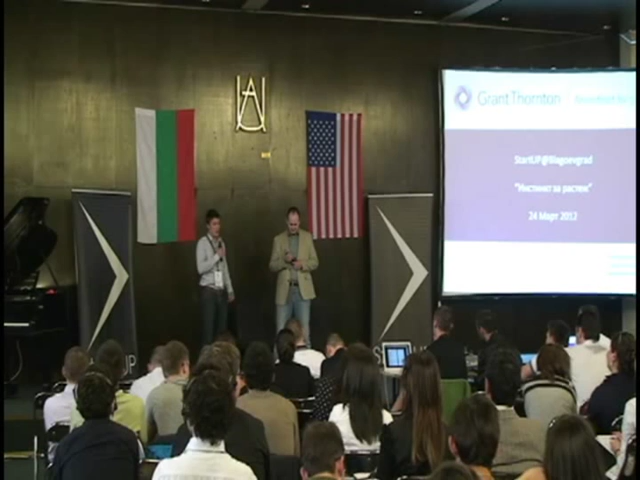 Grant Thornton
StartUP@Blagoevgrad
"Инстинкт за растеж"
24 Март 2012